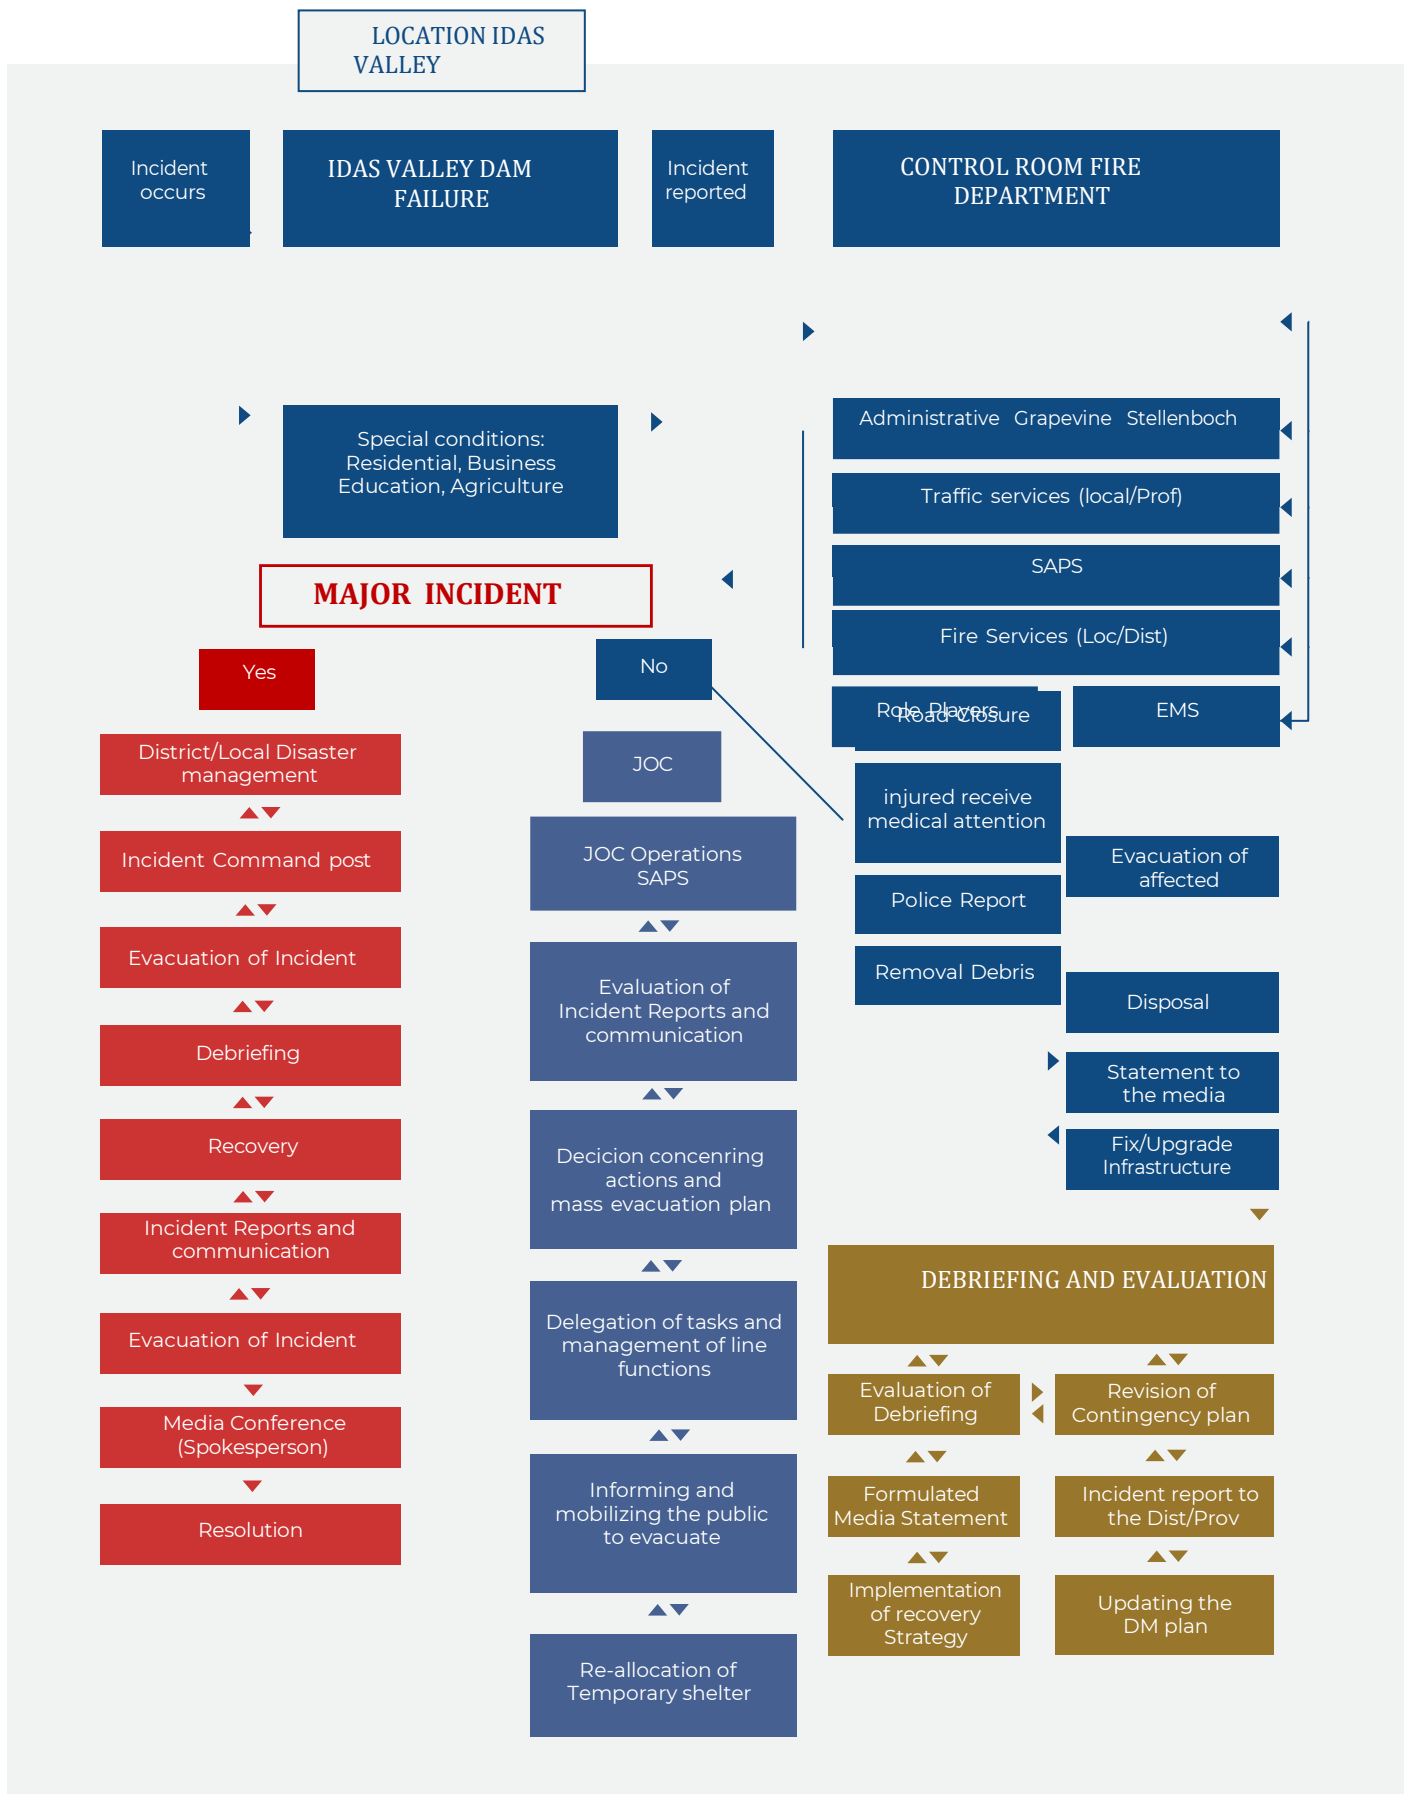 LOCATION IDAS
VALLEY
Incident
occurs
IDAS VALLEY DAM
FAILURE
Incident
reported
CONTROL ROOM FIRE
DEPARTMENT
Special conditions:
Residential, Business
Education, Agriculture
Administrative Grapevine Stellenboch
Traffic services (local/Prof)
SAPS
Fire Services (Loc/Dist)
Role Players
Road Closure
EMS
MAJOR INCIDENT
Yes
No
District/Local Disaster
management
Incident Command post
Evacuation of Incident
Debriefing
Recovery
Incident Reports and
communication
Evacuation of Incident
Media Conference
(Spokesperson)
Resolution
JOC
JOC Operations
SAPS
Evaluation of
Incident Reports and
communication
Decicion concenring
actions and
mass evacuation plan
Delegation of tasks and
management of line
functions
Informing and
mobilizing the public
to evacuate
Re-allocation of
Temporary shelter
injured receive
medical attention
Police Report
Removal Debris
Evacuation of
affected
Disposal
Statement to
the media
Fix/Upgrade
Infrastructure
DEBRIEFING AND EVALUATION
Evaluation of
Debriefing
Revision of
Contingency plan
Formulated
Media Statement
Incident report to
the Dist/Prov
Implementation
of recovery
Strategy
Updating the
DM plan